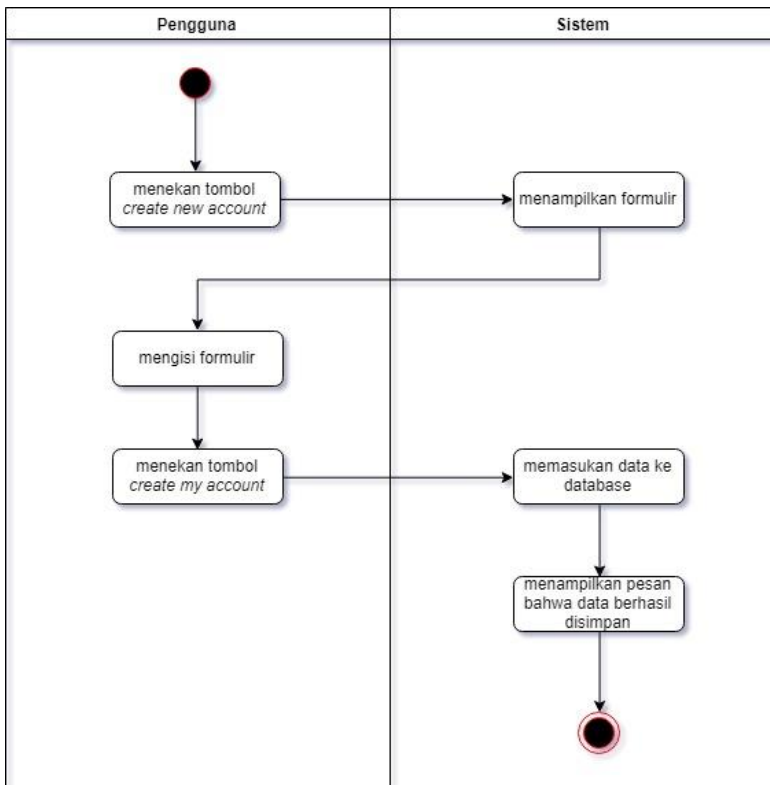 Pengguna
Sistem
menekan tombol
create new account
menampilkan formulir
mengisi formulir
menekan tombol
create my account
memasukan data ke
database
menampilkan pesan
bahwa data berhasil
disimpan